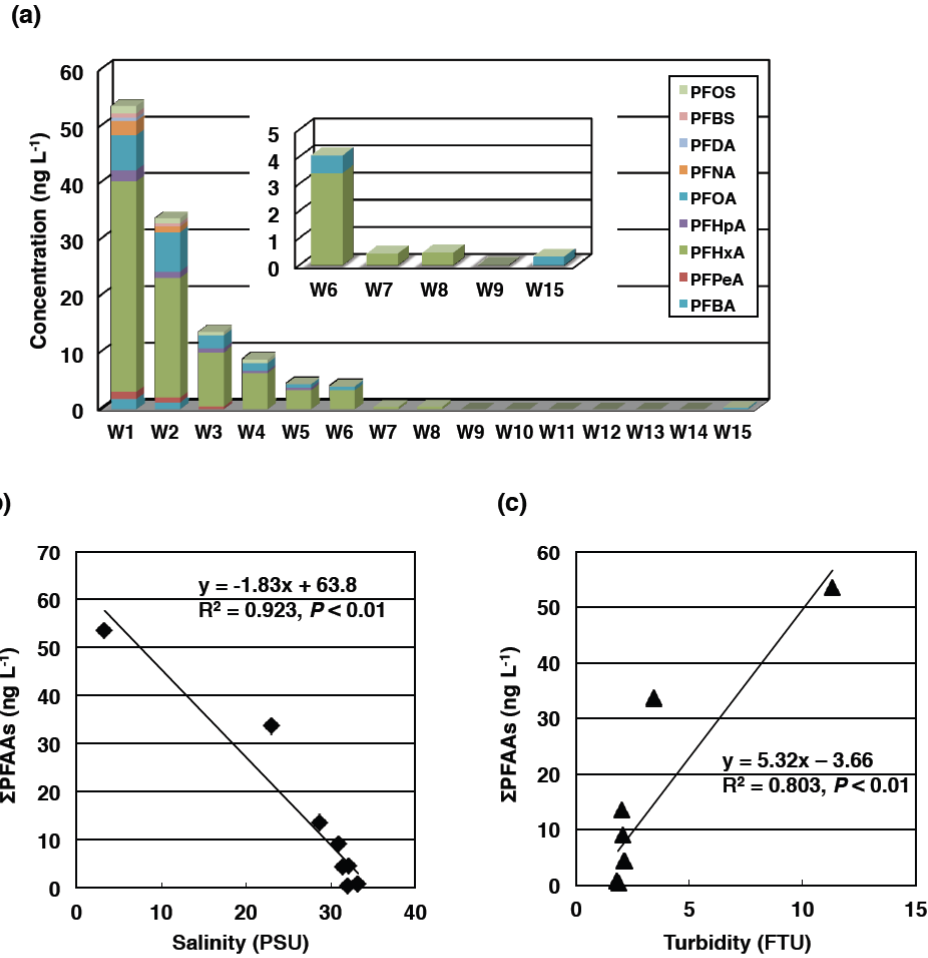 (a)
60
50
40
30
20
10
0
Concentration (ng L-1)
5
4
3
2
1
0
W6 W7 W8 W9 W15
PFOS
PFBS
PFDA
PFNA
PFOA
PFHpA
PFHxA
PFPeA
PFBA
W1 W2 W3 W4 W5 W6 W7 W8 W9 W10 W11 W12 W13 W14 W15
)
70
60
50
40
30
20
10
0
ΣPFAAs (ng L-1)
y = -1.83x + 63.8
R2 = 0.923, P < 0.01
0 10 20 30 40
Salinity (PSU)
(c)
60
50
40
30
20
10
0
ΣPFAAs (ng L-1)
y = 5.32x – 3.66
R2 = 0.803, P < 0.01
0 5 10 15
Turbidity (FTU)